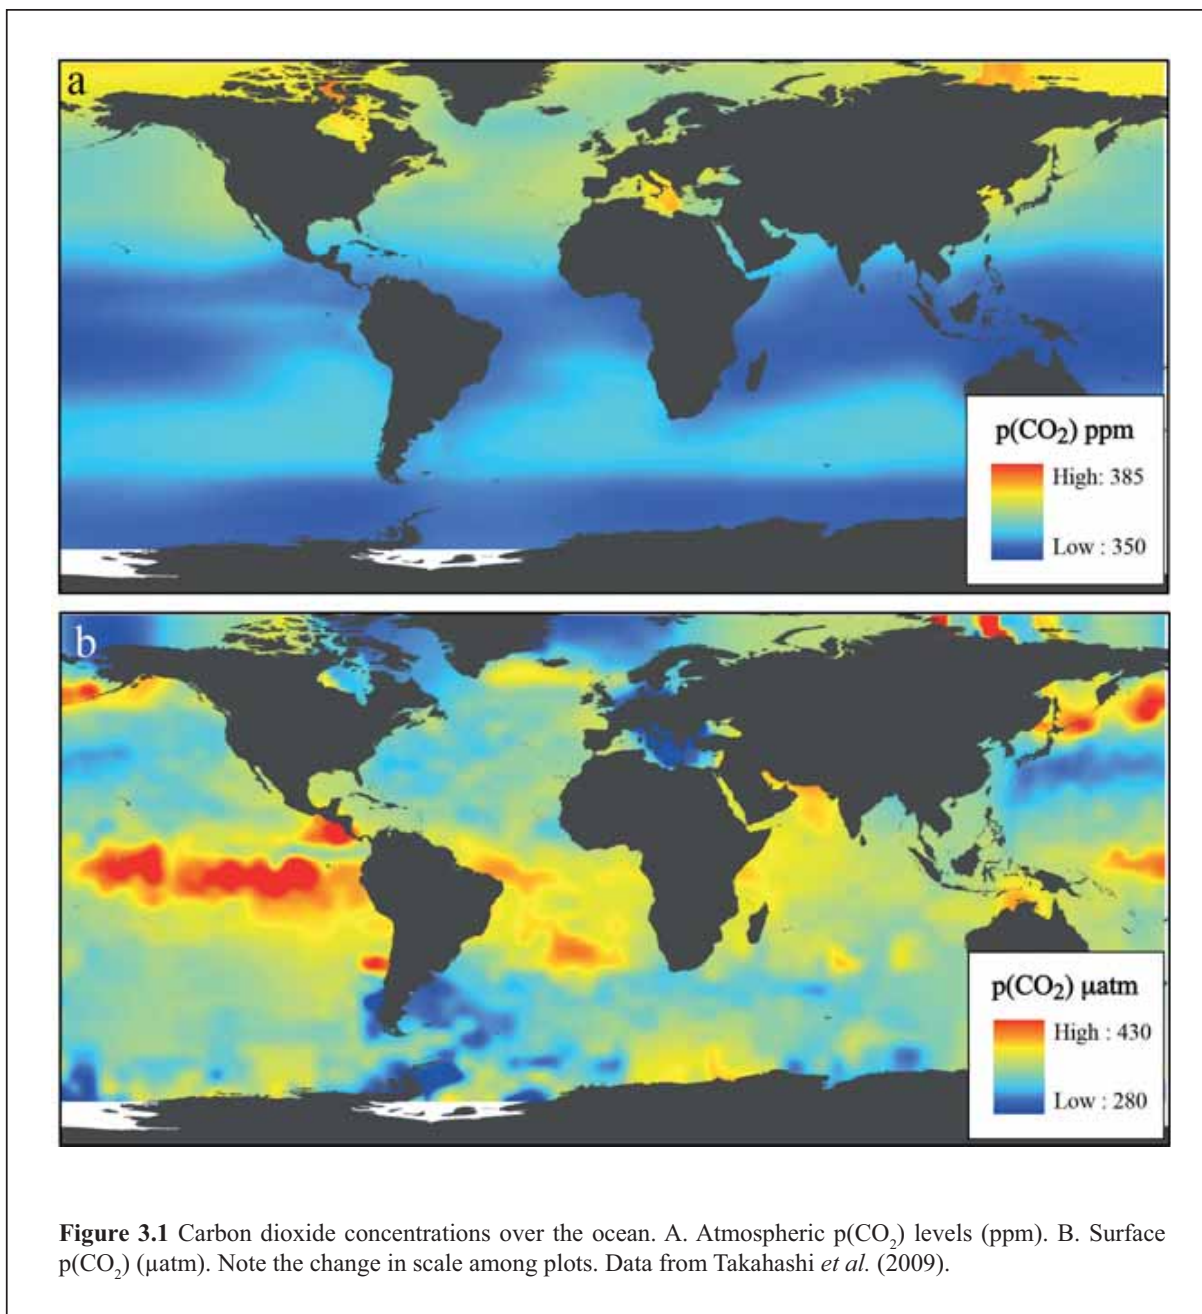 a
p(CO₂) ppm
High: 385
Low : 350
b
p(CO₂) µatm
High : 430
Low : 280
Figure 3.1 Carbon dioxide concentrations over the ocean. A. Atmospheric p(CO₂) levels (ppm). B. Surface
p(CO₂) (µatm). Note the change in scale among plots. Data from Takahashi et al. (2009).